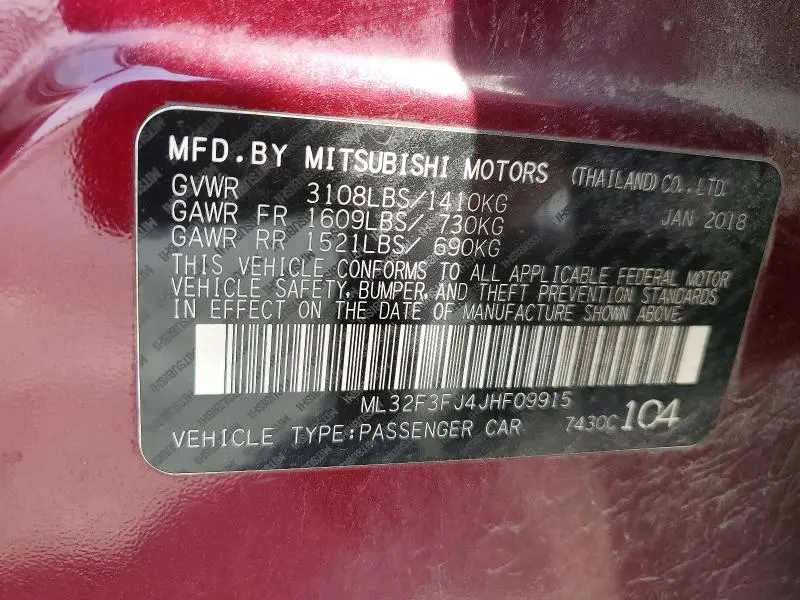 MFD.BY MITSUBISHI MOTORS (THAILAND)CO.,LTD.
GVWR 3108LBS/1410KG JAN 2018
GAWR FR 1609LBS/ 730KG
GAWR RR 1521LBS/ 690KG
THIS VEHICLE CONFORMS TO ALL APPLICABLE FEDERAL MOTOR
VEHICLE SAFETY, BUMPER, AND THEFT PREVENTION STANDARDS
IN EFFECT ON THE DATE OF MANUFACTURE SHOWN ABOVE.
ML32F3FJ4JHF09915
VEHICLE TYPE:PASSENGER CAR 7430C104